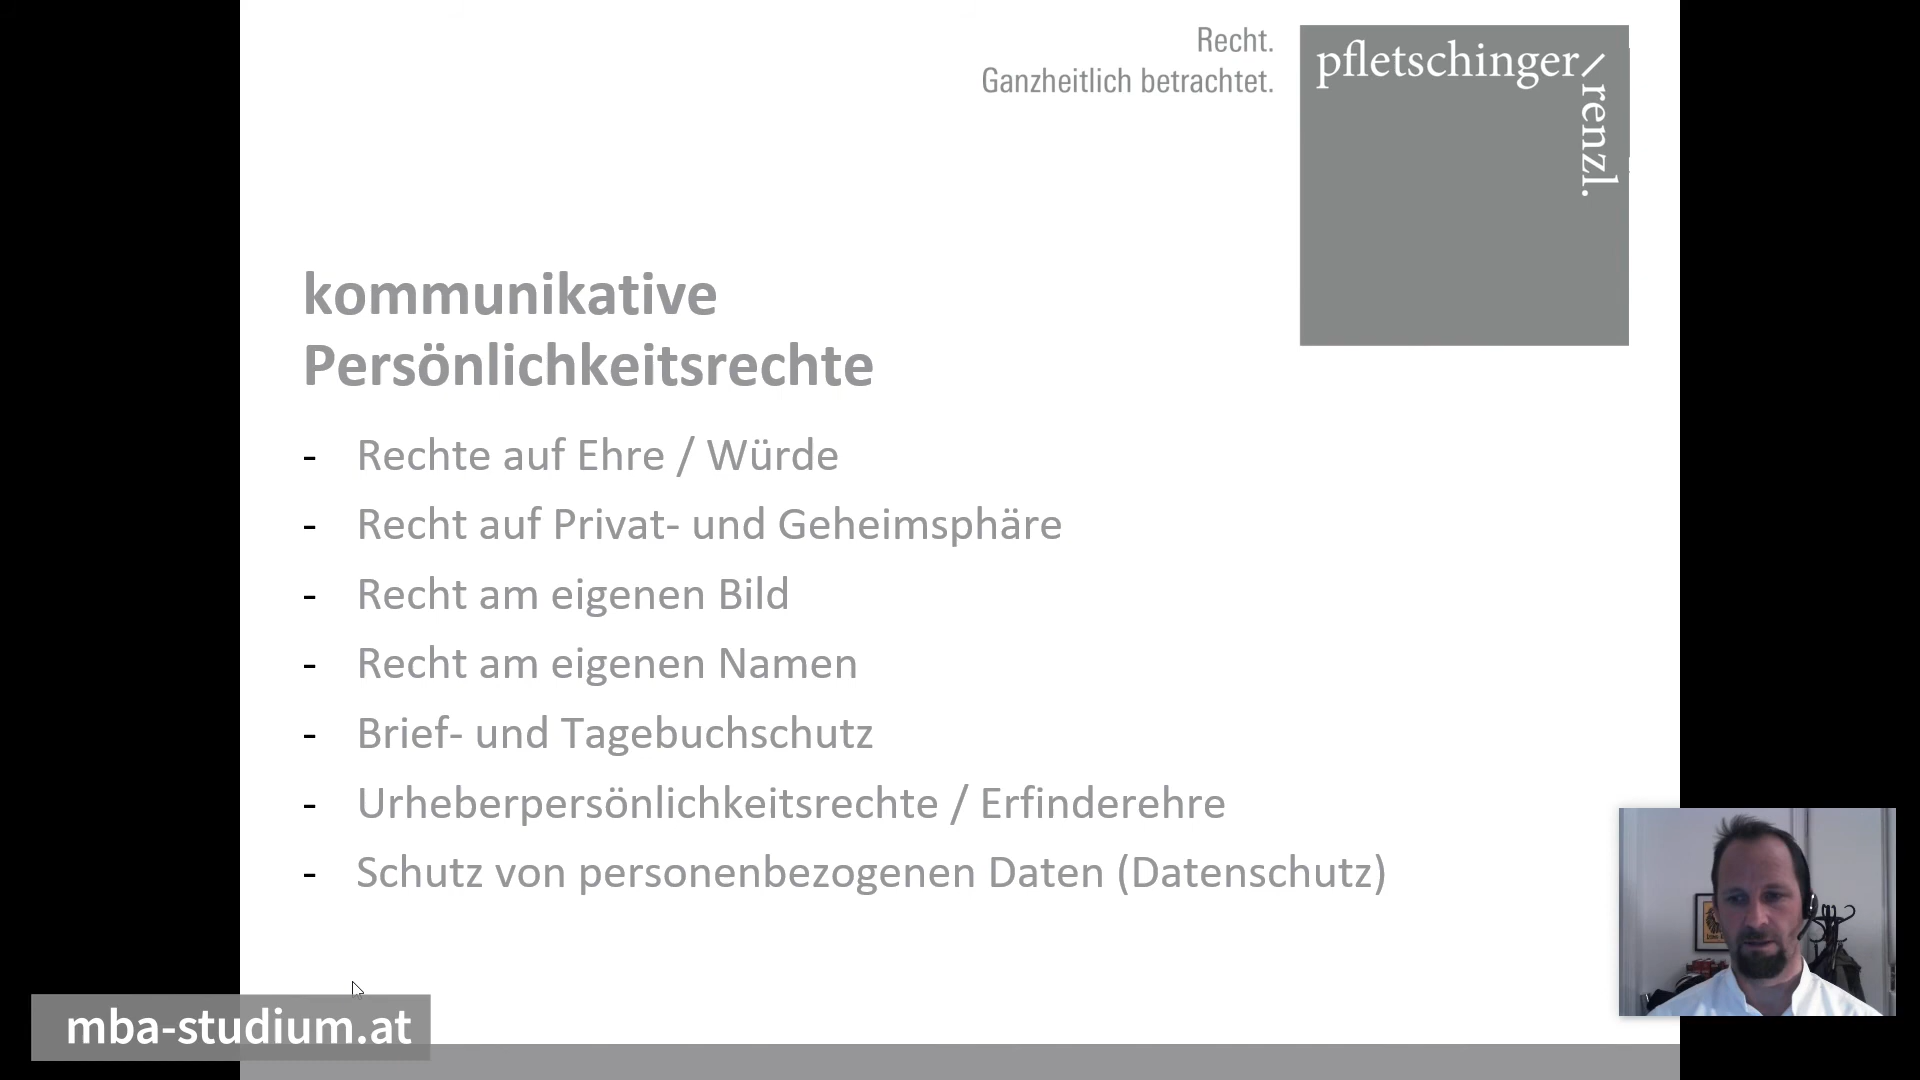 Recht.
Ganzheitlich betrachtet.
pfletschinger/
renzl.
kommunikative
Persönlichkeitsrechte
- Rechte auf Ehre / Würde
- Recht auf Privat- und Geheimsphäre
- Recht am eigenen Bild
- Recht am eigenen Namen
- Brief- und Tagebuchschutz
- Urheberpersönlichkeitsrechte / Erfinderehre
- Schutz von personenbezogenen Daten (Datenschutz)
mba-studium.at